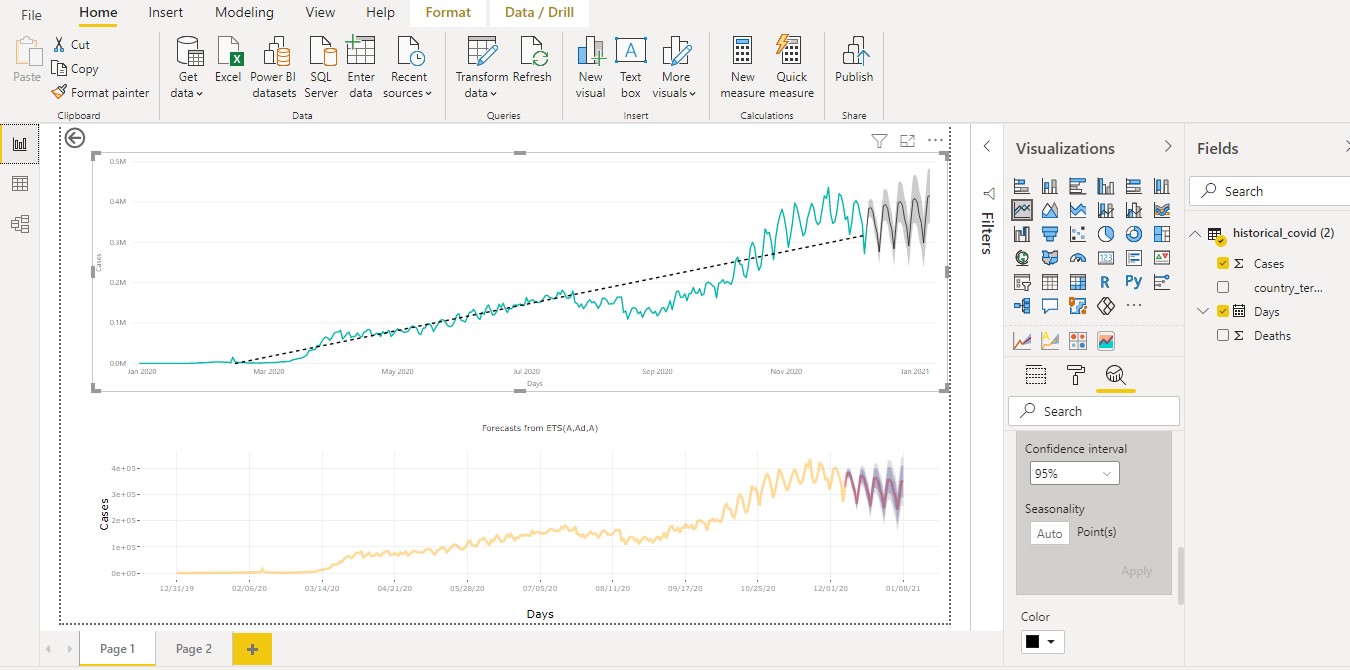 File Home Insert Modeling View Help Format Data / Drill
Paste
Cut
Copy
Format painter
Clipboard
Get data
Excel
Power BI datasets
SQL Server
Enter data
Recent sources
Data
Transform data
Refresh
Queries
New visual
Text box
More visuals
Insert
New measure
Quick measure
Calculations
Publish
Share
0.5M
0.4M
0.3M
0.2M
0.1M
0.0M
Cases
Jan 2020 Mar 2020 May 2020 Jul 2020 Sep 2020 Nov 2020 Jan 2021
Days
Forecasts from ETS(A,Ad,A)
4e+05
3e+05
2e+05
1e+05
0e+00
Cases
12/31/19 02/06/20 03/14/20 04/21/20 05/28/20 07/05/20 08/11/20 09/17/20 10/25/20 12/01/20 01/08/21
Days
Page 1 Page 2 +
Filters
Visualizations
123
R Py
Search
Confidence interval
95%
Seasonality
Auto Point(s)
Apply
Color
Fields
Search
historical_covid (2)
Σ Cases
country_ter...
Days
Σ Deaths